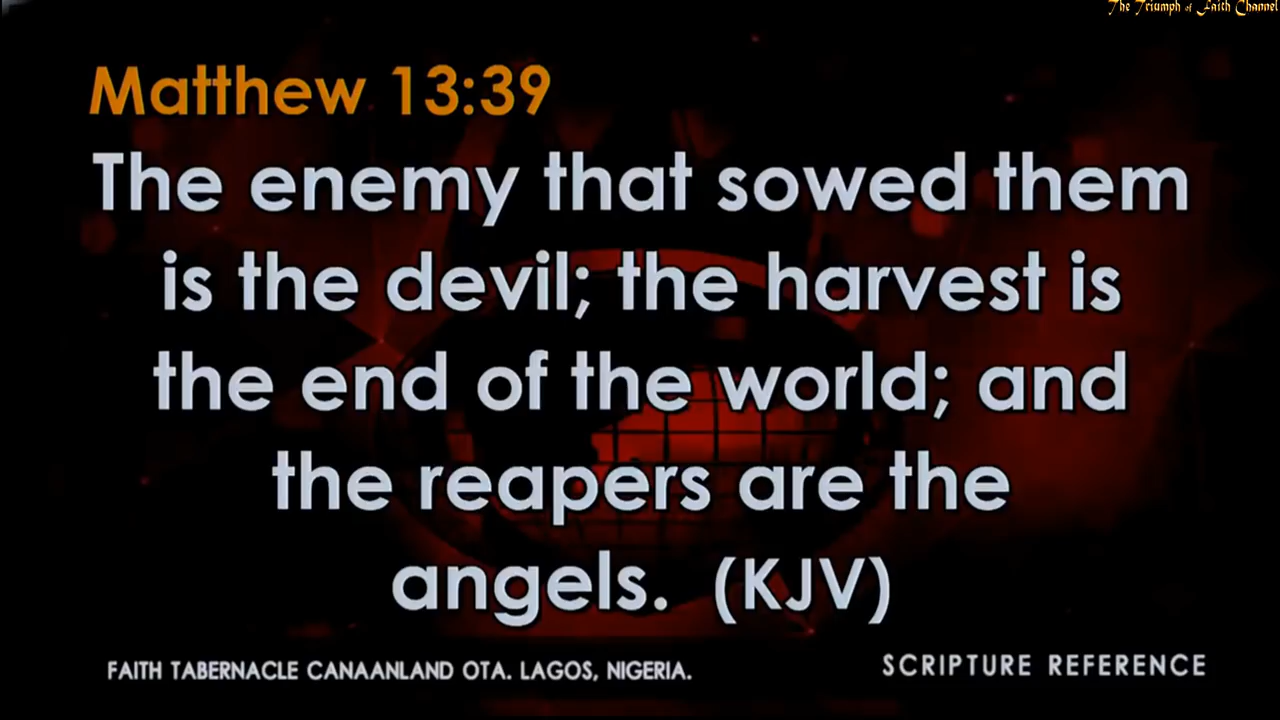 The Triumph of Faith Channel
Matthew 13:39
The enemy that sowed them
is the devil; the harvest is
the end of the world; and
the reapers are the
angels. (KJV)
FAITH TABERNACLE CANAANLAND OTA. LAGOS, NIGERIA.
SCRIPTURE REFERENCE